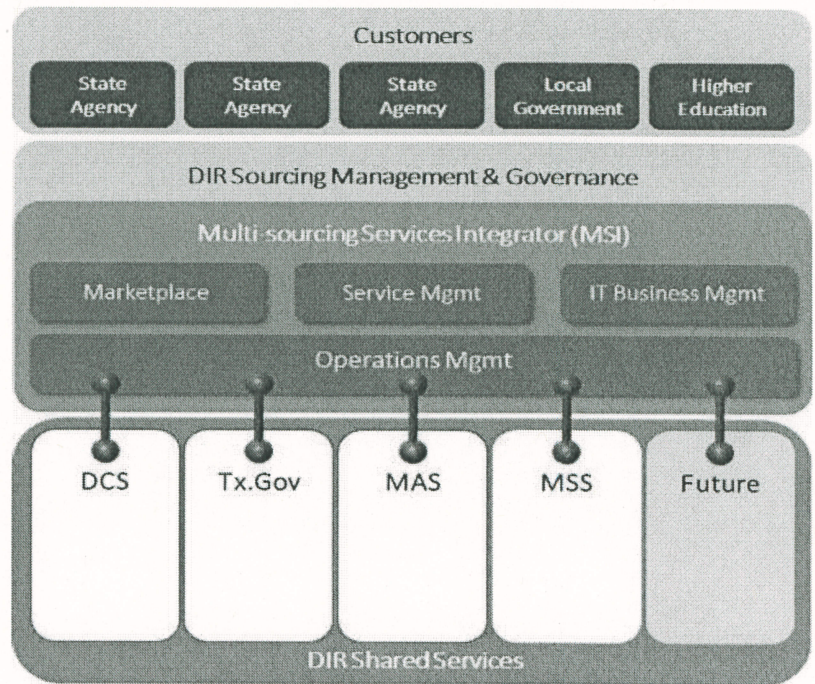 Customers
State Agency
State Agency
State Agency
Local Government
Higher Education
DIR Sourcing Management & Governance
Multi-sourcing Services Integrator (MSI)
Marketplace
Service Mgmt
IT Business Mgmt
Operations Mgmt
DCS
Tx.Gov
MAS
MSS
Future
DIR Shared Services